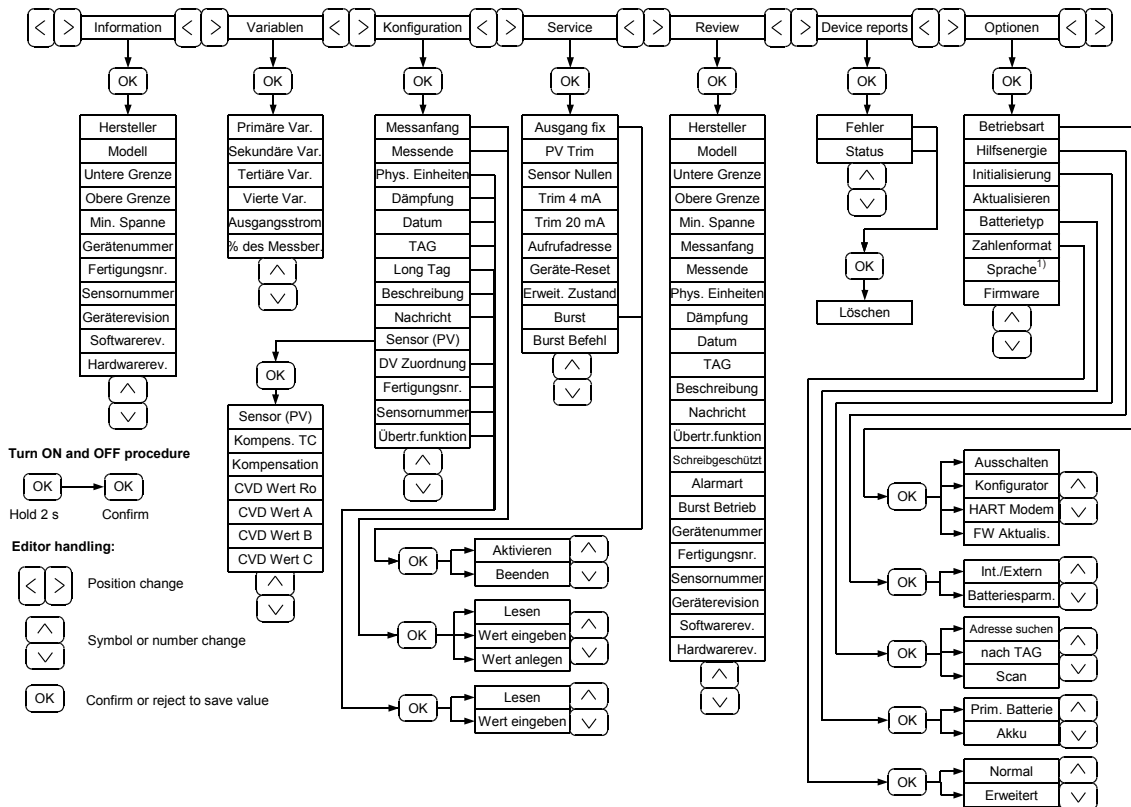 < > Information < > Variablen < > Konfiguration < > Service < > Review < > Device reports < > Optionen < >
OK OK OK OK OK OK OK
Hersteller
Modell
Untere Grenze
Obere Grenze
Min. Spanne
Gerätenummer
Fertigungsnr.
Sensornummer
Geräterevision
Softwarerev.
Hardwarerev.
Primäre Var.
Sekundäre Var.
Tertiäre Var.
Vierte Var.
Ausgangsstrom
% des Messber.
Messanfang
Messende
Phys. Einheiten
Dämpfung
Datum
TAG
Long Tag
Beschreibung
Nachricht
Sensor (PV)
DV Zuordnung
Fertigungsnr.
Sensornummer
Übertr.funktion
OK
Sensor (PV)
Kompens. TC
Kompensation
CVD Wert Ro
CVD Wert A
CVD Wert B
CVD Wert C
Ausgang fix
PV Trim
Sensor Nullen
Trim 4 mA
Trim 20 mA
Aufrufadresse
Geräte-Reset
Erweit. Zustand
Burst
Burst Befehl
OK
Aktivieren
Beenden
OK
Lesen
Wert eingeben
Wert anlegen
OK
Lesen
Wert eingeben
Hersteller
Modell
Untere Grenze
Obere Grenze
Min. Spanne
Messanfang
Messende
Phys. Einheiten
Dämpfung
Datum
TAG
Beschreibung
Nachricht
Übertr.funktion
Schreibgeschützt
Alarmart
Burst Betrieb
Gerätenummer
Fertigungsnr.
Sensornummer
Geräterevision
Softwarerev.
Hardwarerev.
Fehler
Status
OK
Löschen
Betriebsart
Hilfsenergie
Initialisierung
Aktualisieren
Batterietyp
Zahlenformat
Sprache1)
Firmware
OK
Ausschalten
Konfigurator
HART Modem
FW Aktualis.
OK
Int./Extern
Batteriesparm.
OK
Adresse suchen
nach TAG
Scan
OK
Prim. Batterie
Akku
OK
Normal
Erweitert
Turn ON and OFF procedure
OK OK
Hold 2 s Confirm
Editor handling:
< > Position change
Symbol or number change
OK Confirm or reject to save value